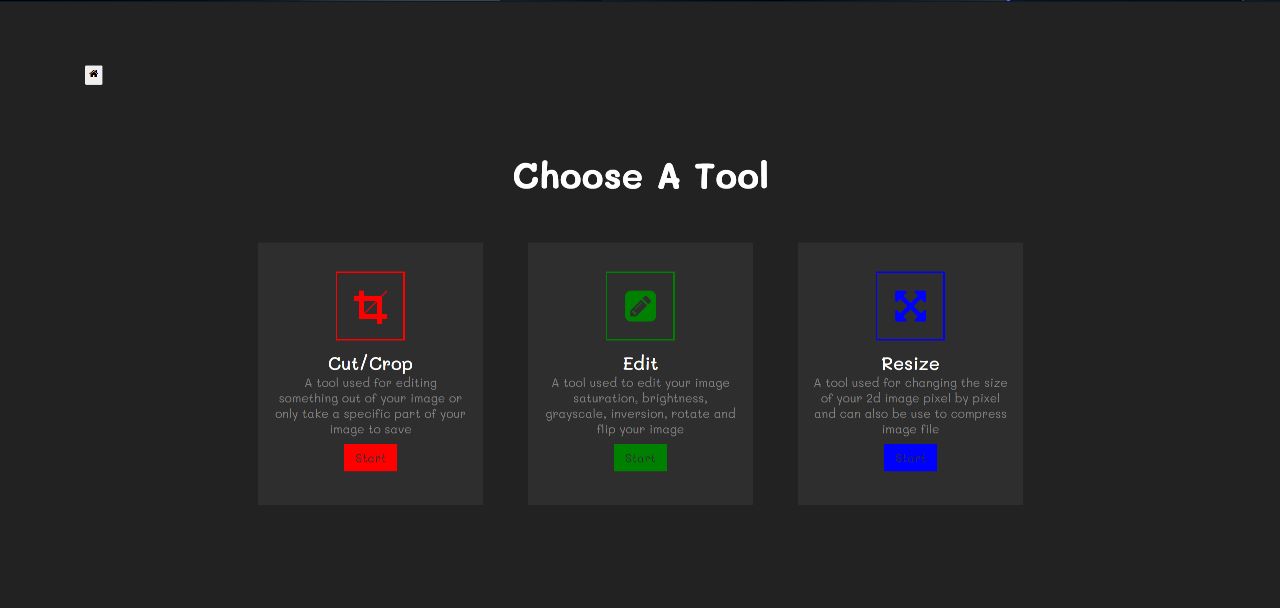 Choose A Tool
Cut/Crop
A tool used for editing
something out of your image or
only take a specific part of your
image to save
Start
Edit
A tool used to edit your image
saturation, brightness,
grayscale, inversion, rotate and
flip your image
Start
Resize
A tool used for changing the size
of your 2d image pixel by pixel
and can also be use to compress
image file
Start